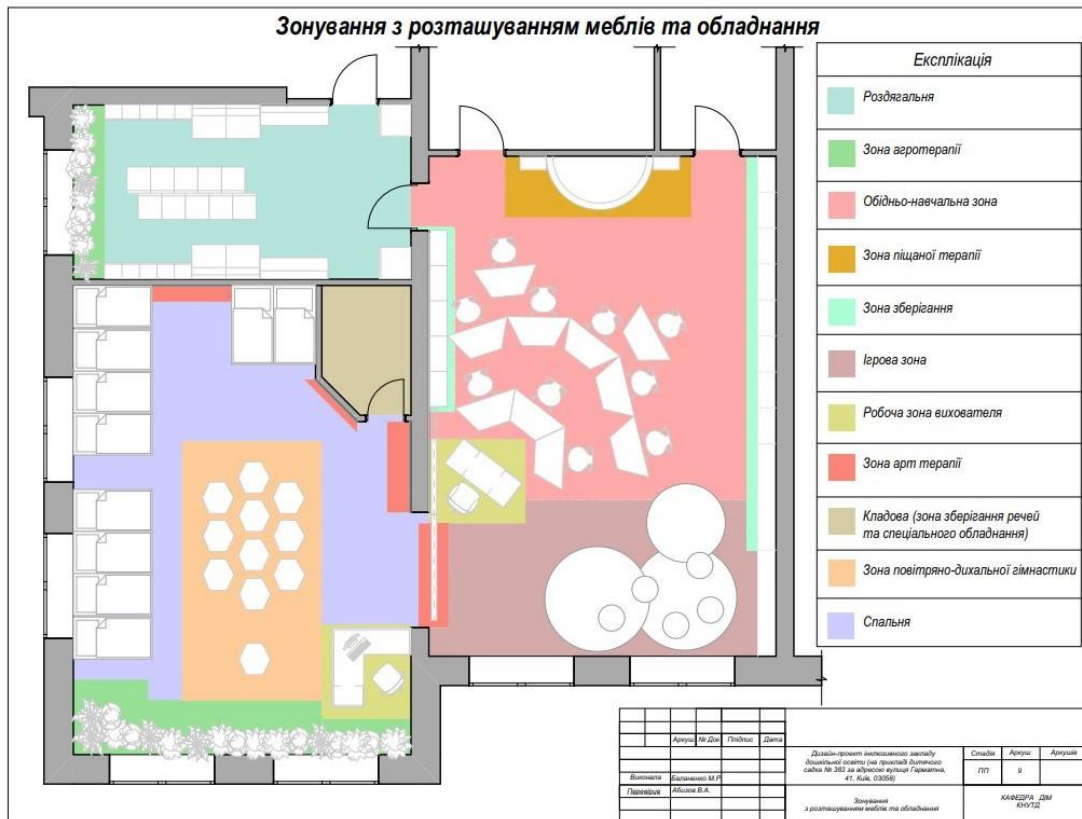 Зонування з розташуванням меблів та обладнання
Експлікація
Роздягальня
Зона агротерапії
Обідньо-навчальна зона
Зона піщаної терапії
Зона зберігання
Ігрова зона
Робоча зона вихователя
Зона арт терапії
Кладова (зона зберігання речей
та спеціального обладнання)
Зона повітряно-дихальної гімнастики
Спальня
Аркуш № Док Підпис Дата
Дизайн-проект інклюзивного закладу
дошкільної освіти (на прикладі дитячого
садка № 383 за адресою вулиця Гарматна,
41, Київ, 03058)
Стадія Аркуш Аркушів
ПП 9
Виконала Баланенко М.Р
Перевірив Абизов В.А.
Зонування
з розташуванням меблів та обладнання
КАФЕДРА ДІМ
КНУТД